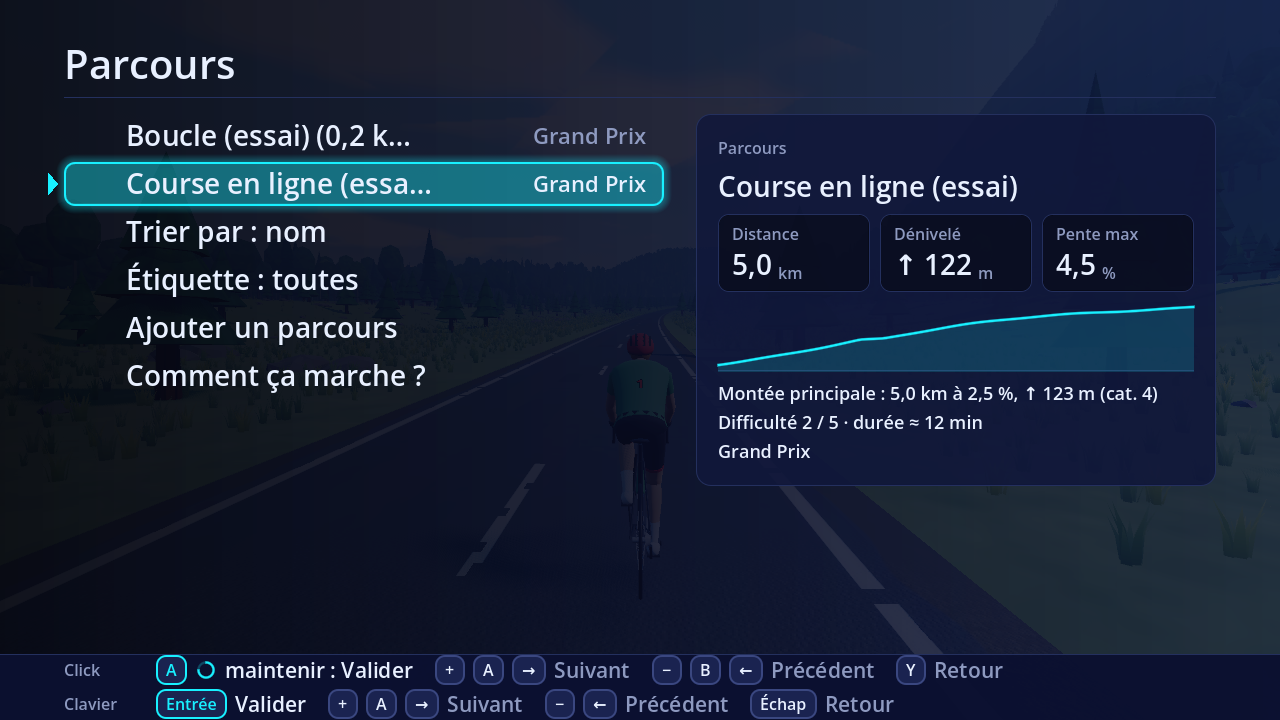 Parcours
Boucle (essai) (0,2 k... Grand Prix
Course en ligne (essa... Grand Prix
Trier par : nom
Étiquette : toutes
Ajouter un parcours
Comment ça marche ?
Parcours
Course en ligne (essai)
Distance Dénivelé Pente max
5,0 km ↑ 122 m 4,5 %
Montée principale : 5,0 km à 2,5 %, ↑ 123 m (cat. 4)
Difficulté 2 / 5 · durée ≈ 12 min
Grand Prix
Click A maintenir : Valider + A → Suivant − B ← Précédent Y Retour
Clavier Entrée Valider + A → Suivant − ← Précédent Échap Retour